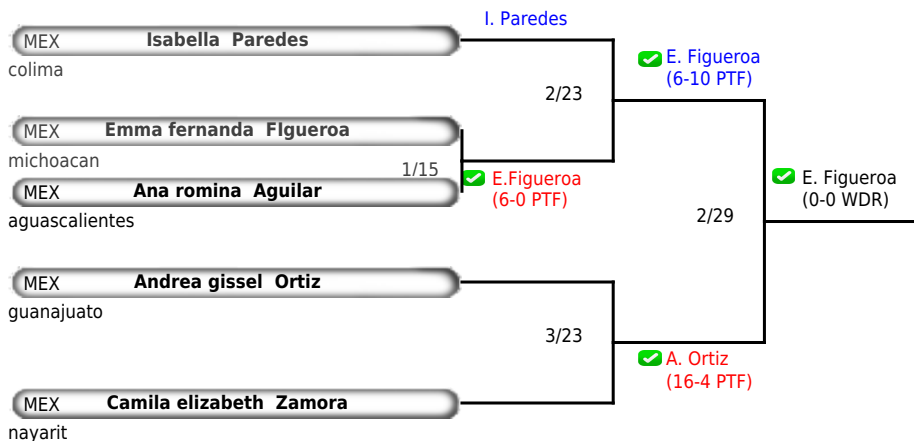 I. Paredes
MEX Isabella Paredes
colima
E. Figueroa
(6-10 PTF)
2/23
MEX Emma fernanda FIgueroa
michoacan
1/15
MEX Ana romina Aguilar
aguascalientes
E.Figueroa
(6-0 PTF)
E. Figueroa
(0-0 WDR)
2/29
MEX Andrea gissel Ortiz
guanajuato
3/23
A. Ortiz
(16-4 PTF)
MEX Camila elizabeth Zamora
nayarit